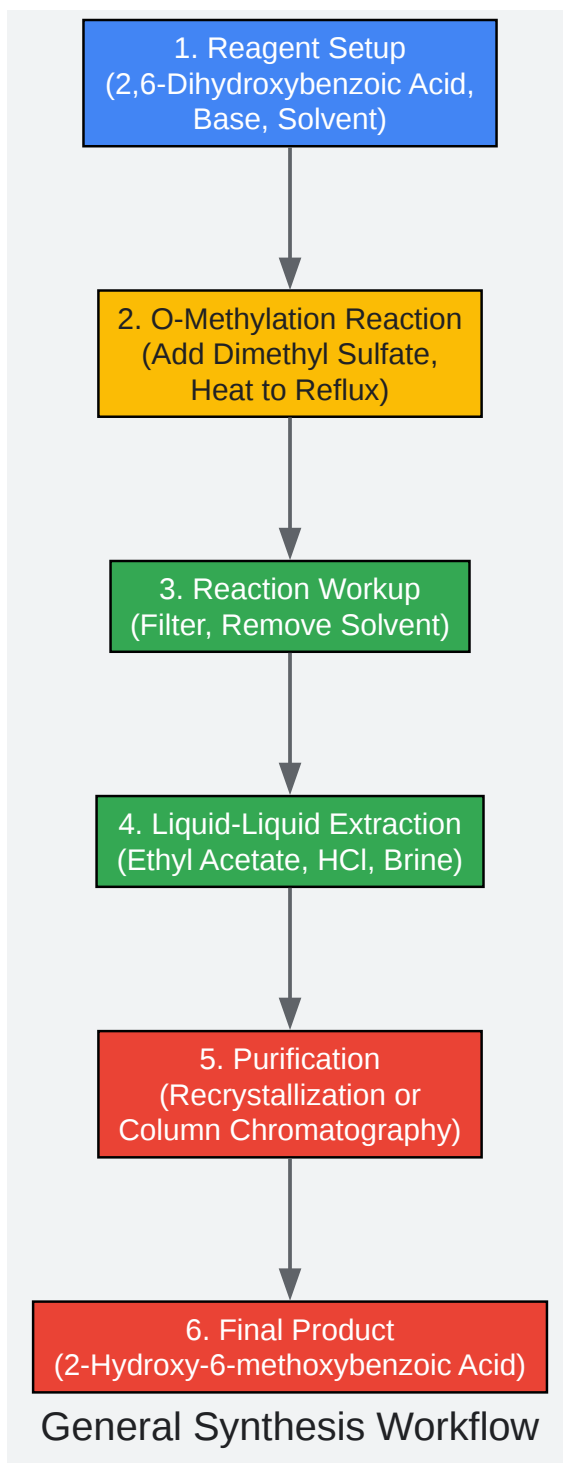 1. Reagent Setup
(2,6-Dihydroxybenzoic Acid,
Base, Solvent)
2. O-Methylation Reaction
(Add Dimethyl Sulfate,
Heat to Reflux)
3. Reaction Workup
(Filter, Remove Solvent)
4. Liquid-Liquid Extraction
(Ethyl Acetate, HCl, Brine)
5. Purification
(Recrystallization or
Column Chromatography)
6. Final Product
(2-Hydroxy-6-methoxybenzoic Acid)
General Synthesis Workflow